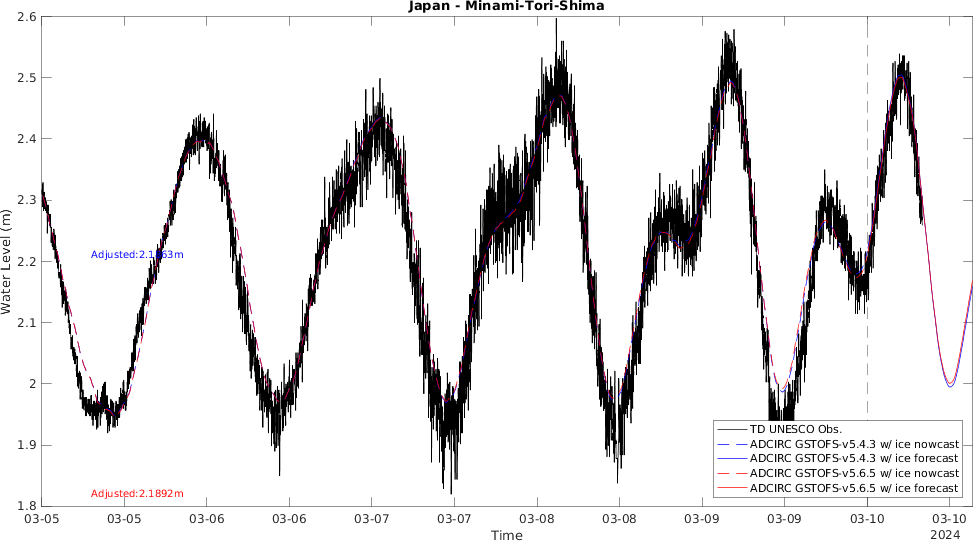 Japan - Minami-Tori-Shima
2.6
2.5
2.4
2.3
2.2
2.1
2
1.9
1.8
Water Level (m)
Adjusted:
Adjusted:2.1892m
TD UNESCO Obs.
ADCIRC GSTOFS-v5.4.3 w/ ice nowcast
ADCIRC GSTOFS-v5.4.3 w/ ice forecast
ADCIRC GSTOFS-v5.6.5 w/ ice nowcast
ADCIRC GSTOFS-v5.6.5 w/ ice forecast
03-05 03-05 03-06 03-06 03-07 03-07 03-08 03-08 03-09 03-09 03-10 03-10
2024
Time